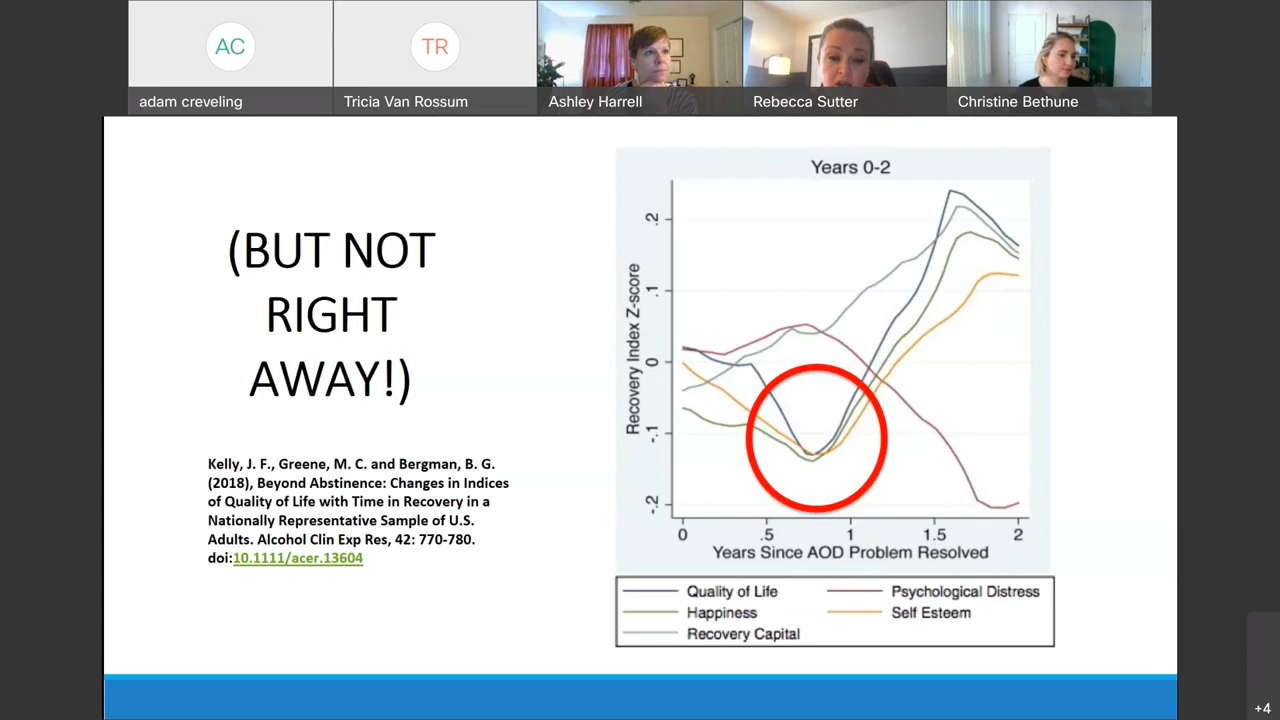 AC
TR
adam creveling
Tricia Van Rossum
Ashley Harrell
Rebecca Sutter
Christine Bethune
(BUT NOT
RIGHT
AWAY!)
Kelly, J. F., Greene, M. C. and Bergman, B. G.
(2018), Beyond Abstinence: Changes in Indices
of Quality of Life with Time in Recovery in a
Nationally Representative Sample of U.S.
Adults. Alcohol Clin Exp Res, 42: 770-780.
doi:10.1111/acer.13604
Years 0-2
Recovery Index Z-score
.2
.1
0
-.1
-.2
0 .5 1 1.5 2
Years Since AOD Problem Resolved
Quality of Life
Psychological Distress
Happiness
Self Esteem
Recovery Capital
+4